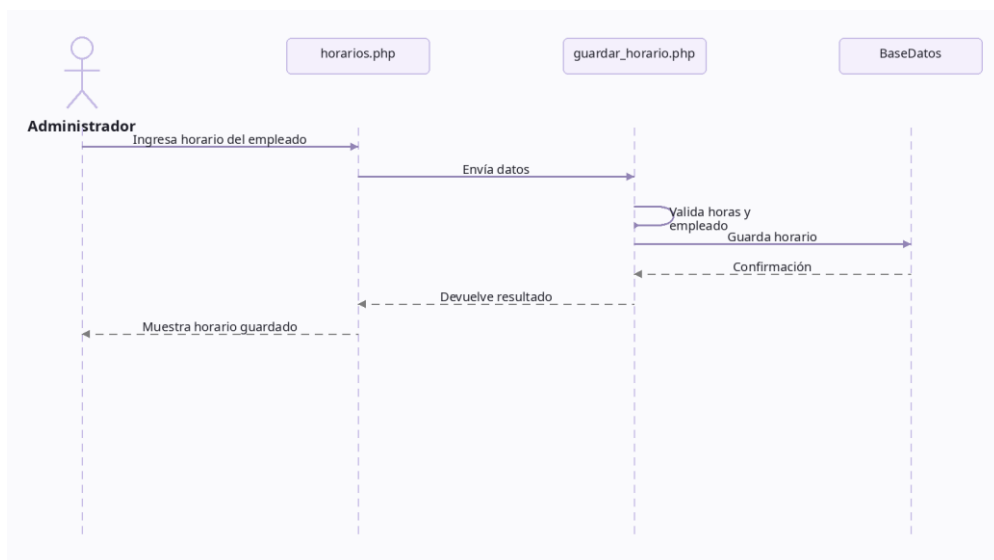 horarios.php
guardar_horario.php
BaseDatos
Administrador
Ingresa horario del empleado
Envía datos
Valida horas y
empleado
Guarda horario
Confirmación
Devuelve resultado
Muestra horario guardado